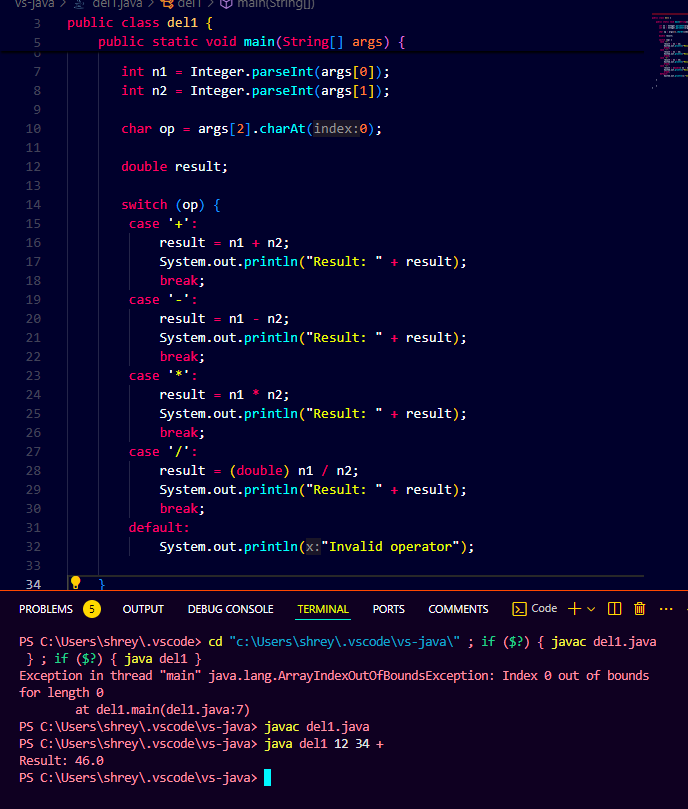 vs-java > del1.java > del1 > main(String[])
3 public class del1 {
5 public static void main(String[] args) {
6
7 int n1 = Integer.parseInt(args[0]);
8 int n2 = Integer.parseInt(args[1]);
9
10 char op = args[2].charAt(index:0);
11
12 double result;
13
14 switch (op) {
15 case '+':
16 result = n1 + n2;
17 System.out.println("Result: " + result);
18 break;
19 case '-':
20 result = n1 - n2;
21 System.out.println("Result: " + result);
22 break;
23 case '*':
24 result = n1 * n2;
25 System.out.println("Result: " + result);
26 break;
27 case '/':
28 result = (double) n1 / n2;
29 System.out.println("Result: " + result);
30 break;
31 default:
32 System.out.println(x:"Invalid operator");
33
34 }
PROBLEMS 5 OUTPUT DEBUG CONSOLE TERMINAL PORTS COMMENTS Code
PS C:\Users\shrey\.vscode> cd "c:\Users\shrey\.vscode\vs-java\" ; if ($?) { javac del1.java
} ; if ($?) { java del1 }
Exception in thread "main" java.lang.ArrayIndexOutOfBoundsException: Index 0 out of bounds
for length 0
at del1.main(del1.java:7)
PS C:\Users\shrey\.vscode\vs-java> javac del1.java
PS C:\Users\shrey\.vscode\vs-java> java del1 12 34 +
Result: 46.0
PS C:\Users\shrey\.vscode\vs-java>